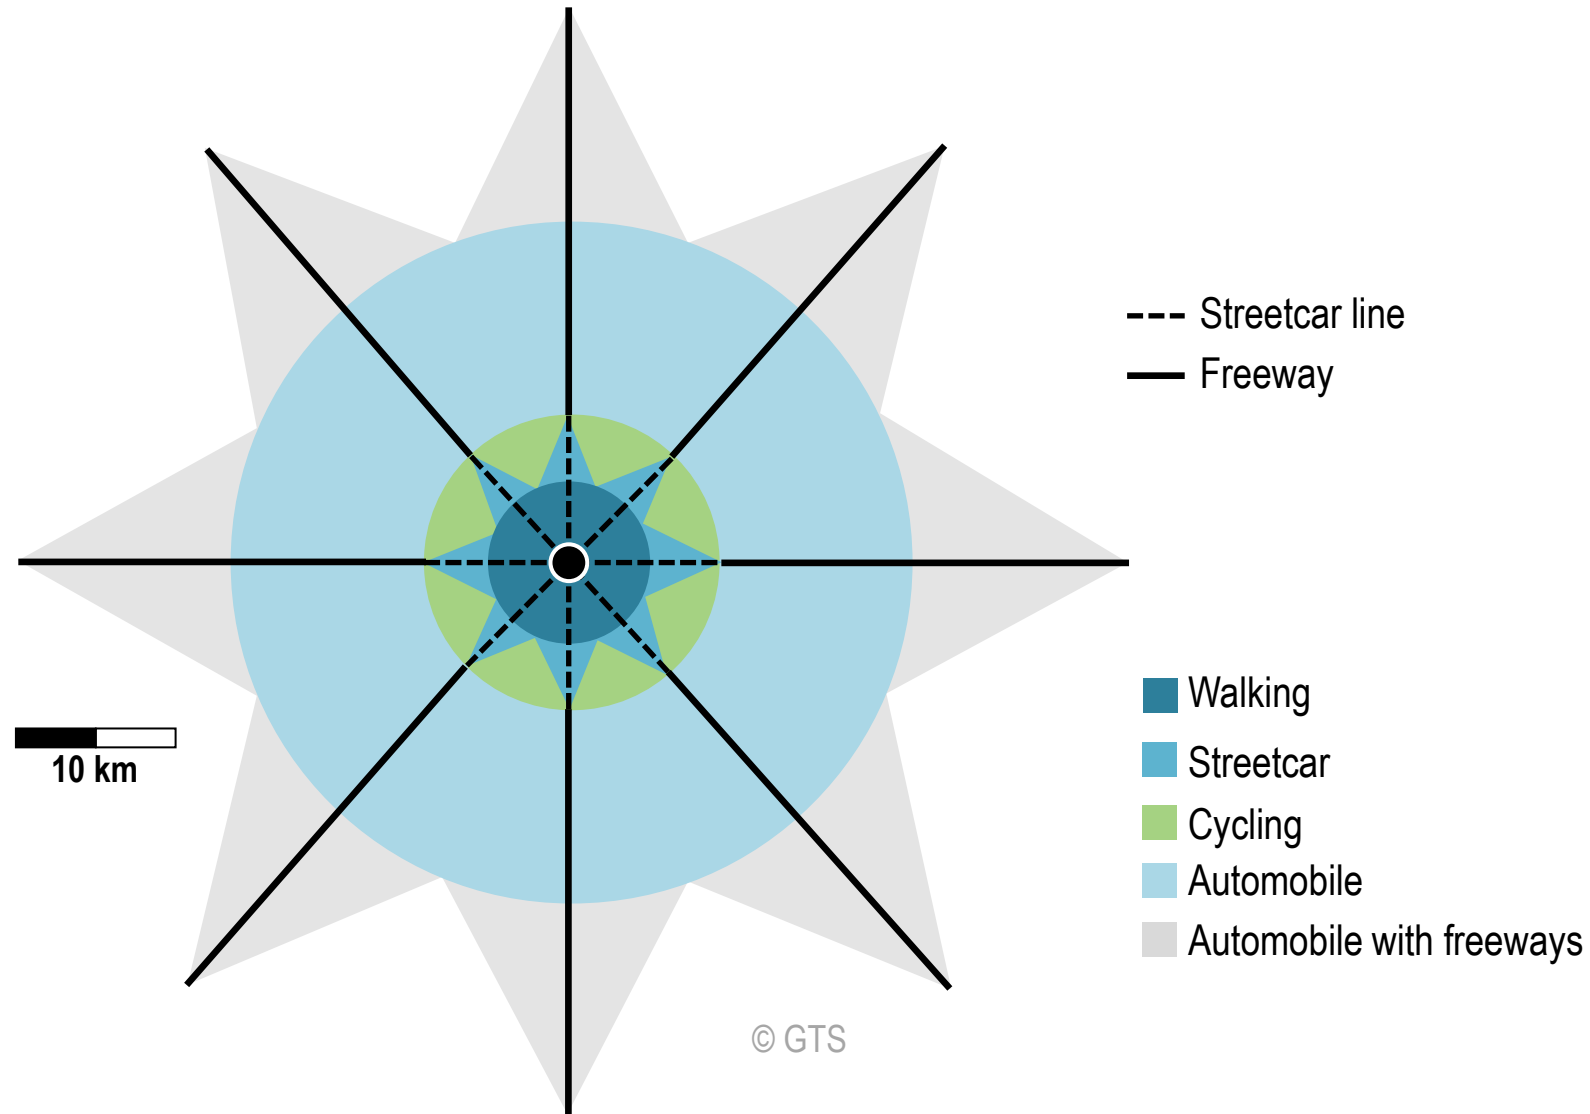 Streetcar line
Freeway
Walking
10 km
Streetcar
Cycling
Automobile
Automobile with freeways
© GTS